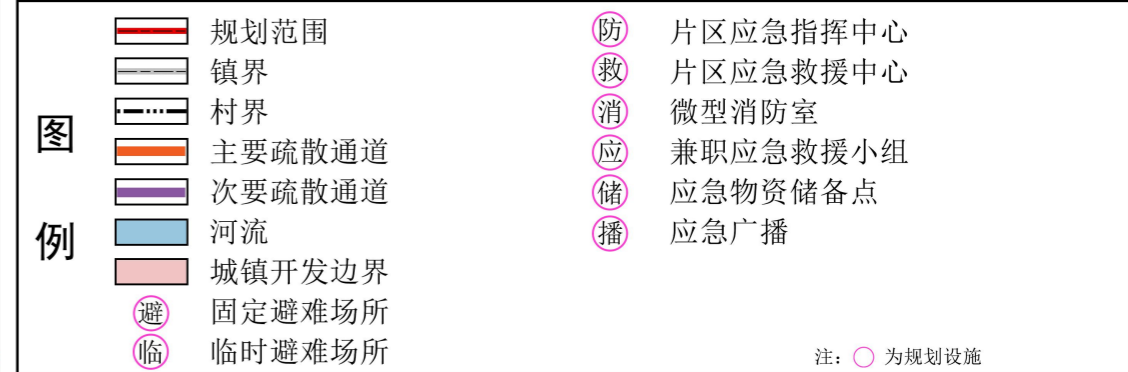 图例
规划范围
镇界
村界
主要疏散通道
次要疏散通道
河流
城镇开发边界
避 固定避难场所
临 临时避难场所
防 片区应急指挥中心
救 片区应急救援中心
消 微型消防室
应 兼职应急救援小组
储 应急物资储备点
播 应急广播
注: 为规划设施